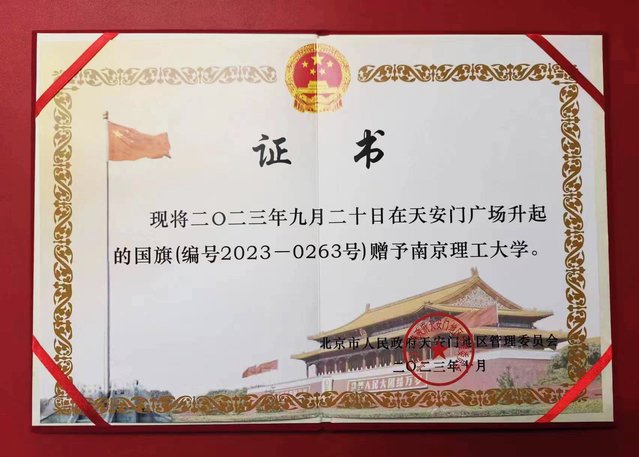 证书
现将二〇二三年九月二十日在天安门广场升起
的国旗(编号2023－0263号)赠予南京理工大学。
北京市人民政府天安门地区管理委员会
二〇二三年十月